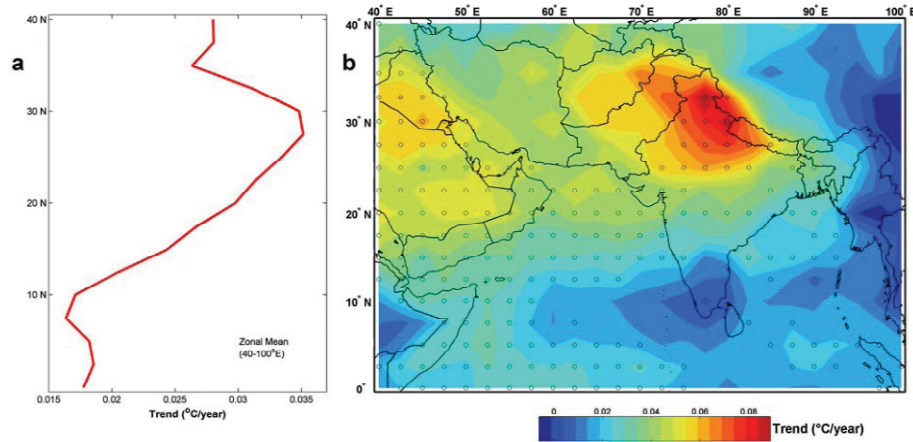 a
40 N
30 N
20 N
10 N
0.015 0.02 0.025 0.03 0.035
Trend (°C/year)
Zonal Mean
(40-100°E)
b
40° E 50° E 60° E 70° E 80° E 90° E 100° E
40° N
30° N
20° N
10° N
0°
0 0.02 0.04 0.06 0.08
Trend (°C/year)